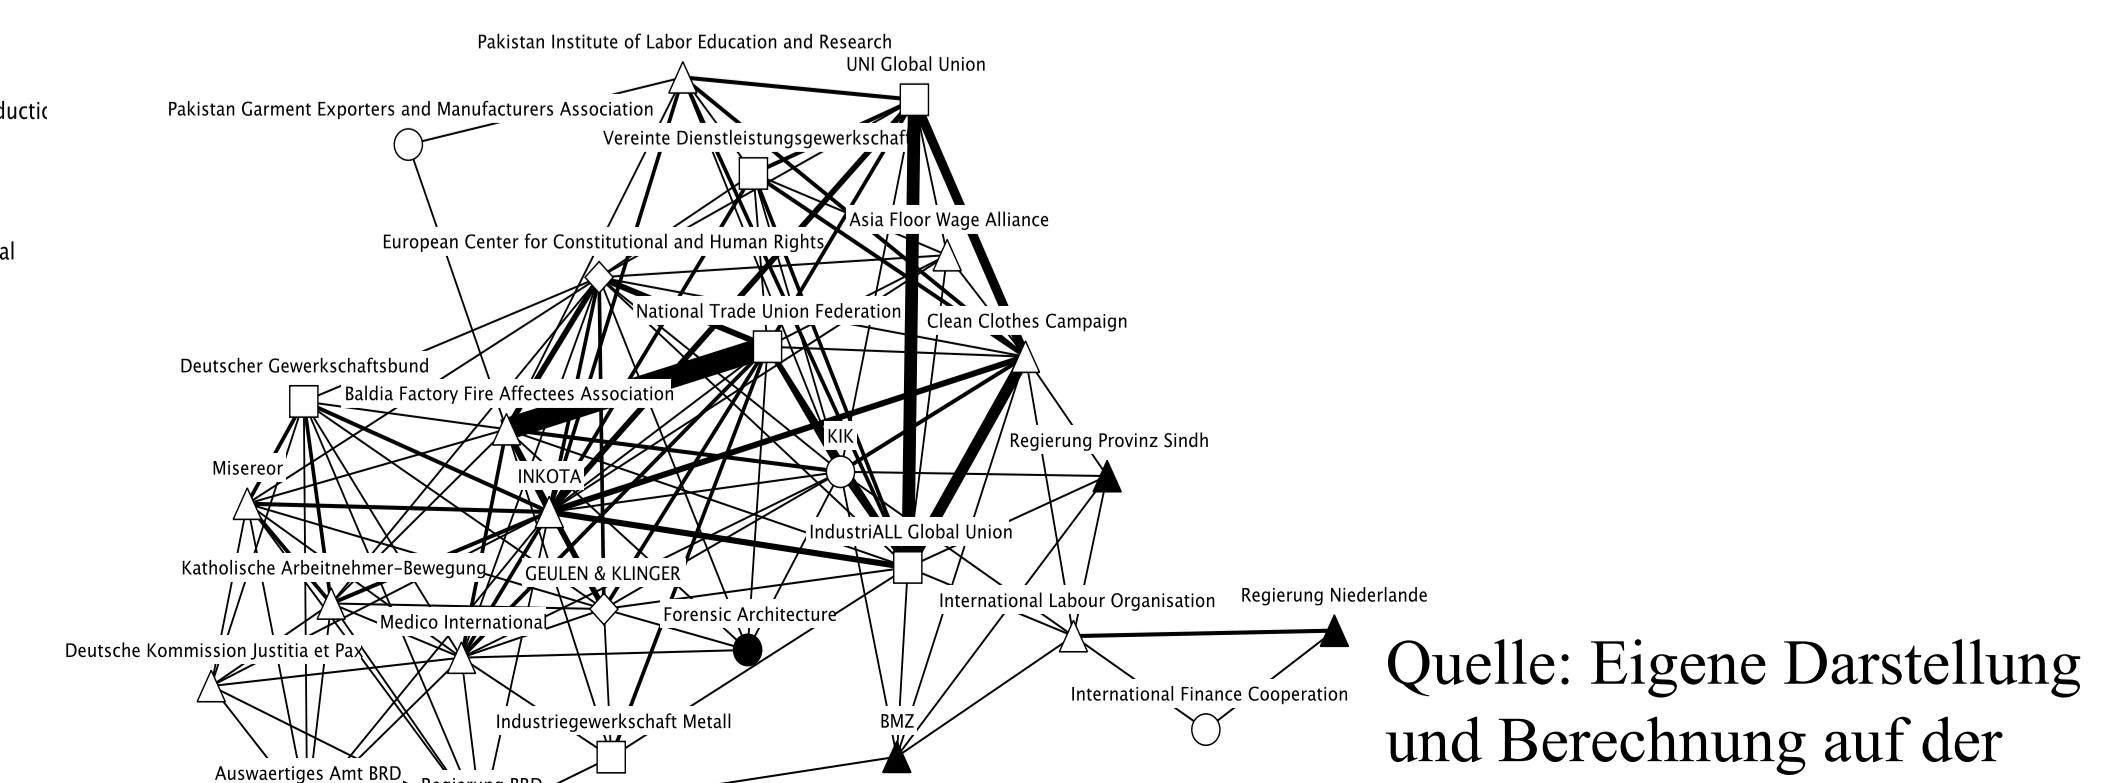 Pakistan Institute of Labor Education and Research
UNI Global Union
Pakistan Garment Exporters and Manufacturers Association
Vereinte Dienstleistungsgewerkschaft
Asia Floor Wage Alliance
European Center for Constitutional and Human Rights
al
National Trade Union Federation
Clean Clothes Campaign
Deutscher Gewerkschaftsbund
Baldia Factory Fire Affectees Association
KIK
Regierung Provinz Sindh
Misereor
INKOTA
IndustriALL Global Union
Katholische Arbeitnehmer-Bewegung
GEULEN & KLINGER
International Labour Organisation
Regierung Niederlande
Forensic Architecture
Medico International
Deutsche Kommission Justitia et Pax
Quelle: Eigene Darstellung
und Berechnung auf der
International Finance Cooperation
Industriegewerkschaft Metall
BMZ
Auswaertiges Amt BRD
Regierung BRD